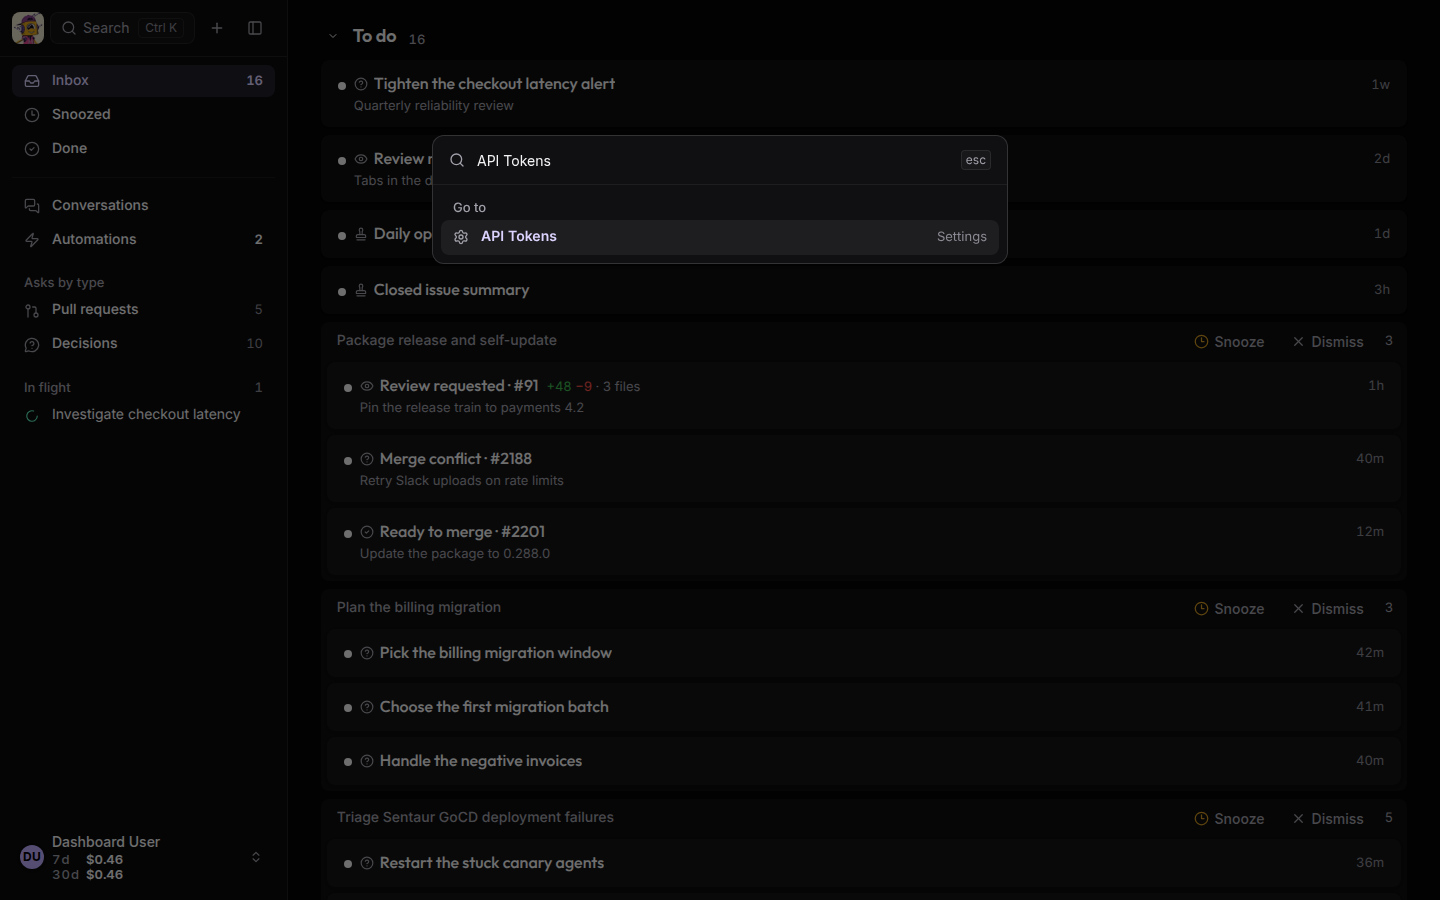 Search Ctrl K
Inbox 16
Snoozed
Done
Conversations
Automations 2
Asks by type
Pull requests 5
Decisions 10
In flight 1
Investigate checkout latency
DU
Dashboard User
7d $0.46
30d $0.46
To do 16
Tighten the checkout latency alert 1w
Quarterly reliability review
Review 2d
Tabs in the
API Tokens esc
Go to
API Tokens Settings
Daily 1d
Closed issue summary 3h
Package release and self-update Snooze Dismiss 3
Review requested · #91 +48 −9 · 3 files 1h
Pin the release train to payments 4.2
Merge conflict · #2188 40m
Retry Slack uploads on rate limits
Ready to merge · #2201 12m
Update the package to 0.288.0
Plan the billing migration Snooze Dismiss 3
Pick the billing migration window 42m
Choose the first migration batch 41m
Handle the negative invoices 40m
Triage Sentaur GoCD deployment failures Snooze Dismiss 5
Restart the stuck canary agents 36m